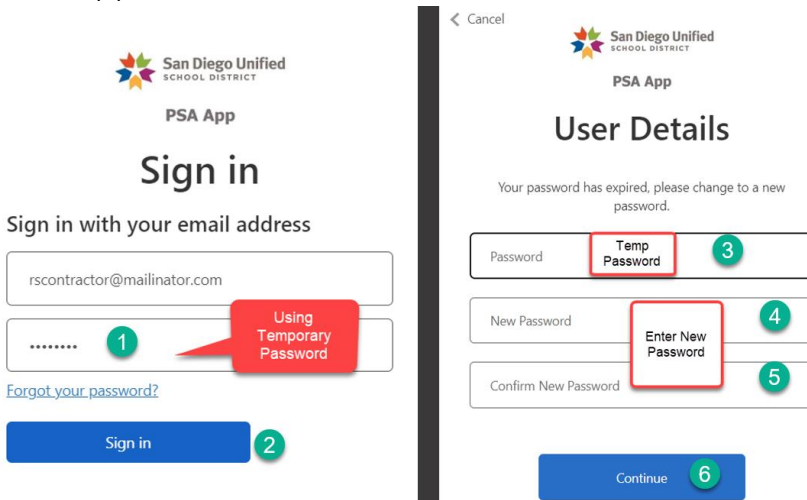 San Diego Unified
SCHOOL DISTRICT
PSA App
Sign in
Sign in with your email address
rscontractor@mailinator.com
••••••••
1
Using
Temporary
Password
Forgot your password?
Sign in
2
Cancel
San Diego Unified
SCHOOL DISTRICT
PSA App
User Details
Your password has expired, please change to a new
password.
Password
Temp
Password
3
New Password
4
Enter New
Password
Confirm New Password
5
Continue
6